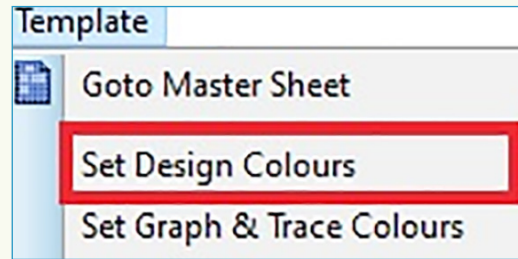 Template
Goto Master Sheet
Set Design Colours
Set Graph & Trace Colours